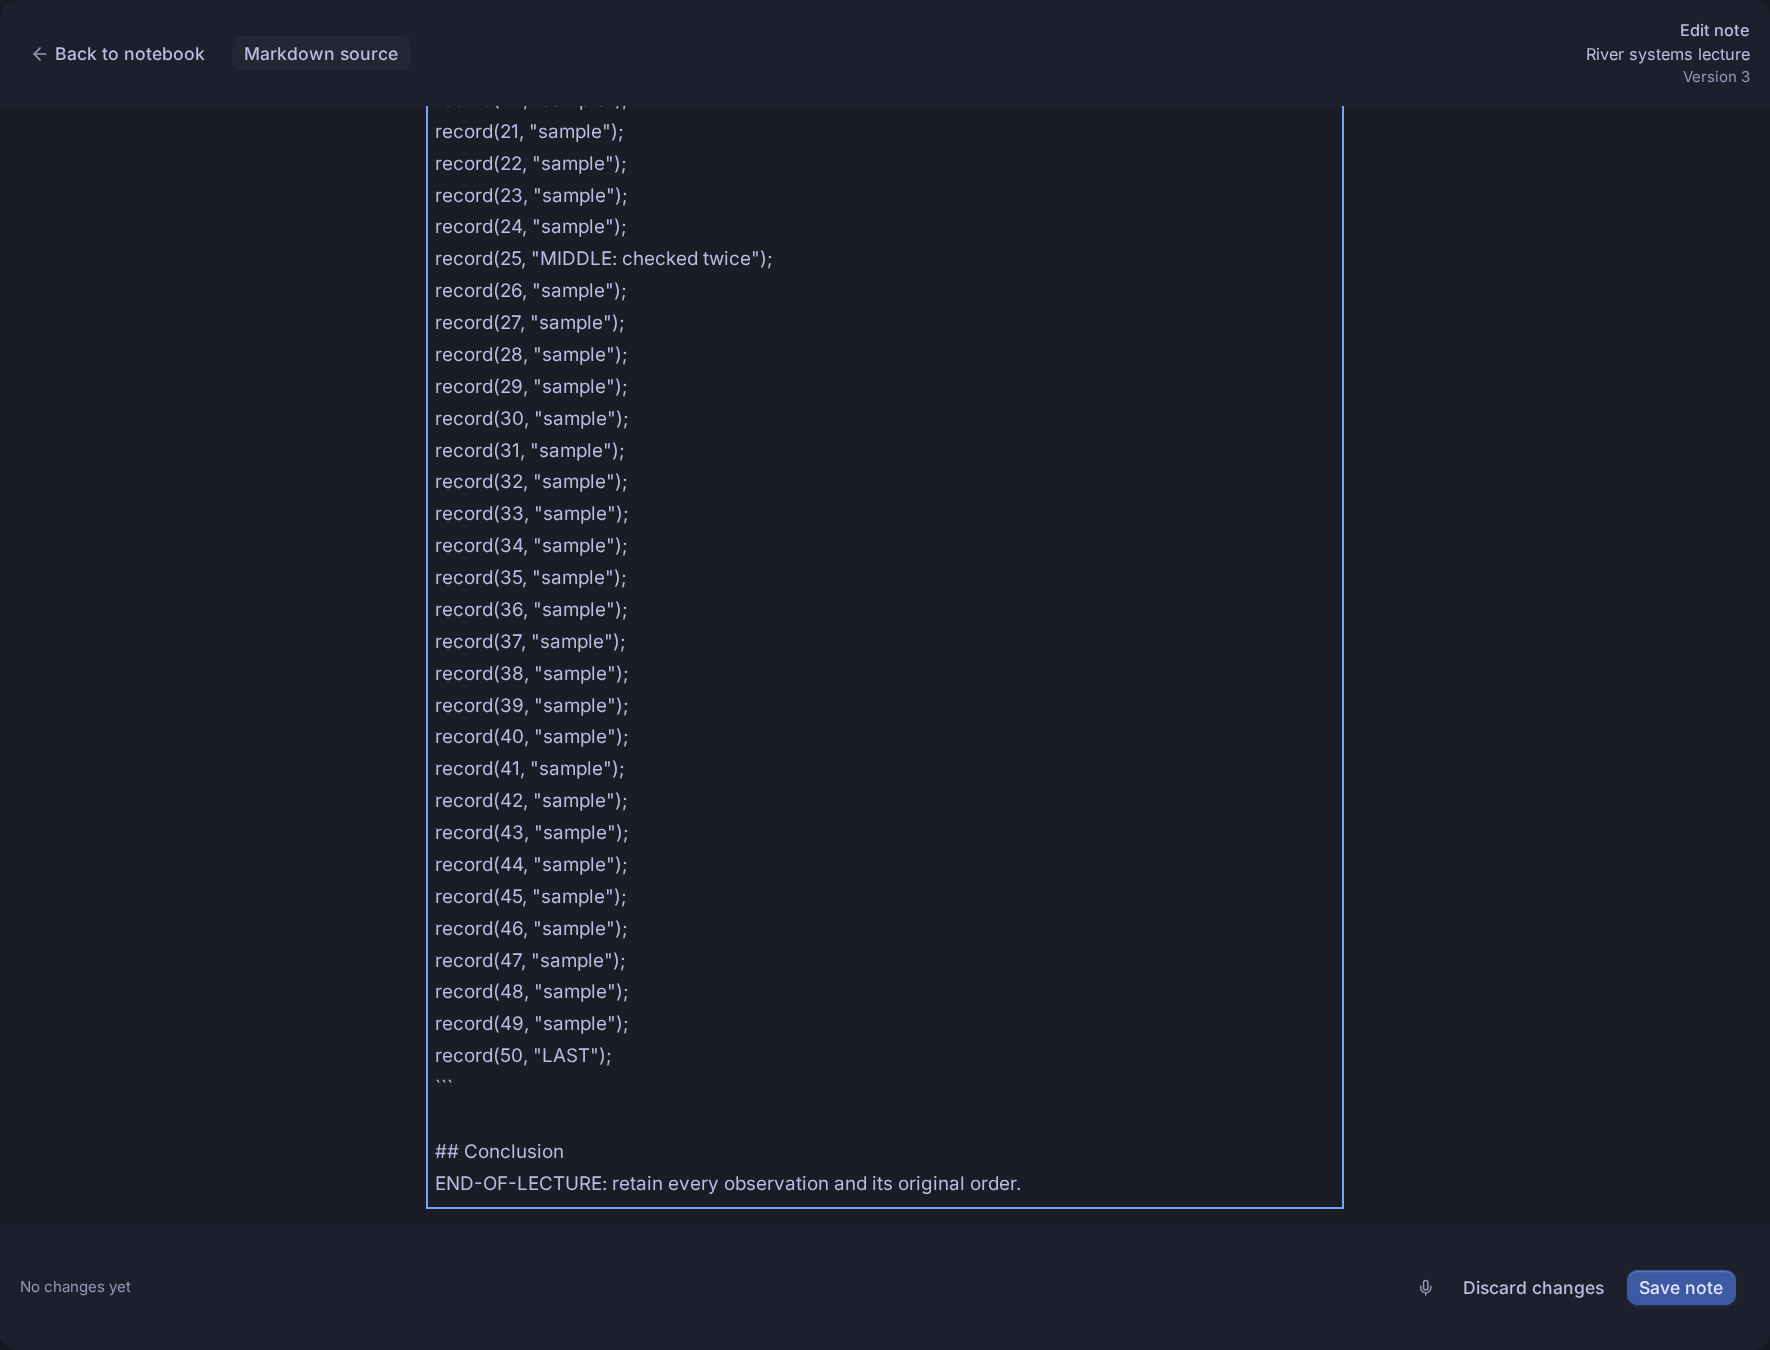 Back to notebook
Markdown source
Edit note
River systems lecture
Version 3
record(21, "sample");
record(22, "sample");
record(23, "sample");
record(24, "sample");
record(25, "MIDDLE: checked twice");
record(26, "sample");
record(27, "sample");
record(28, "sample");
record(29, "sample");
record(30, "sample");
record(31, "sample");
record(32, "sample");
record(33, "sample");
record(34, "sample");
record(35, "sample");
record(36, "sample");
record(37, "sample");
record(38, "sample");
record(39, "sample");
record(40, "sample");
record(41, "sample");
record(42, "sample");
record(43, "sample");
record(44, "sample");
record(45, "sample");
record(46, "sample");
record(47, "sample");
record(48, "sample");
record(49, "sample");
record(50, "LAST");
```
## Conclusion
END-OF-LECTURE: retain every observation and its original order.
No changes yet
Discard changes
Save note